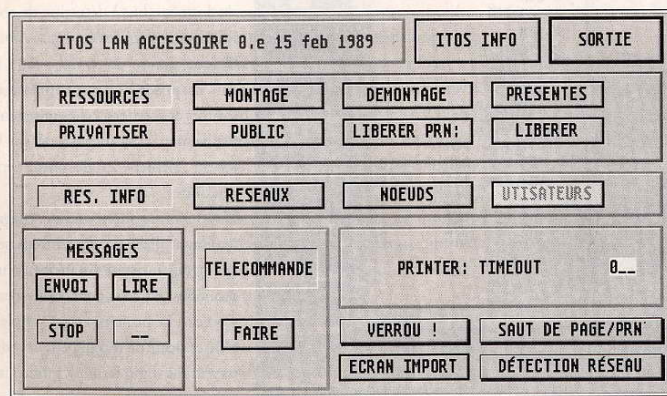 ITOS LAN ACCESSOIRE 0.e 15 feb 1989
ITOS INFO
SORTIE
RESSOURCES
MONTAGE
DEMONTAGE
PRESENTES
PRIVATISER
PUBLIC
LIBERER PRN:
LIBERER
RES. INFO
RESEAUX
NOEUDS
UTISATEURS
MESSAGES
ENVOI
LIRE
STOP
__
TELECOMMANDE
FAIRE
PRINTER: TIMEOUT 0__
VERROU !
SAUT DE PAGE/PRN
ECRAN IMPORT
DÉTECTION RÉSEAU